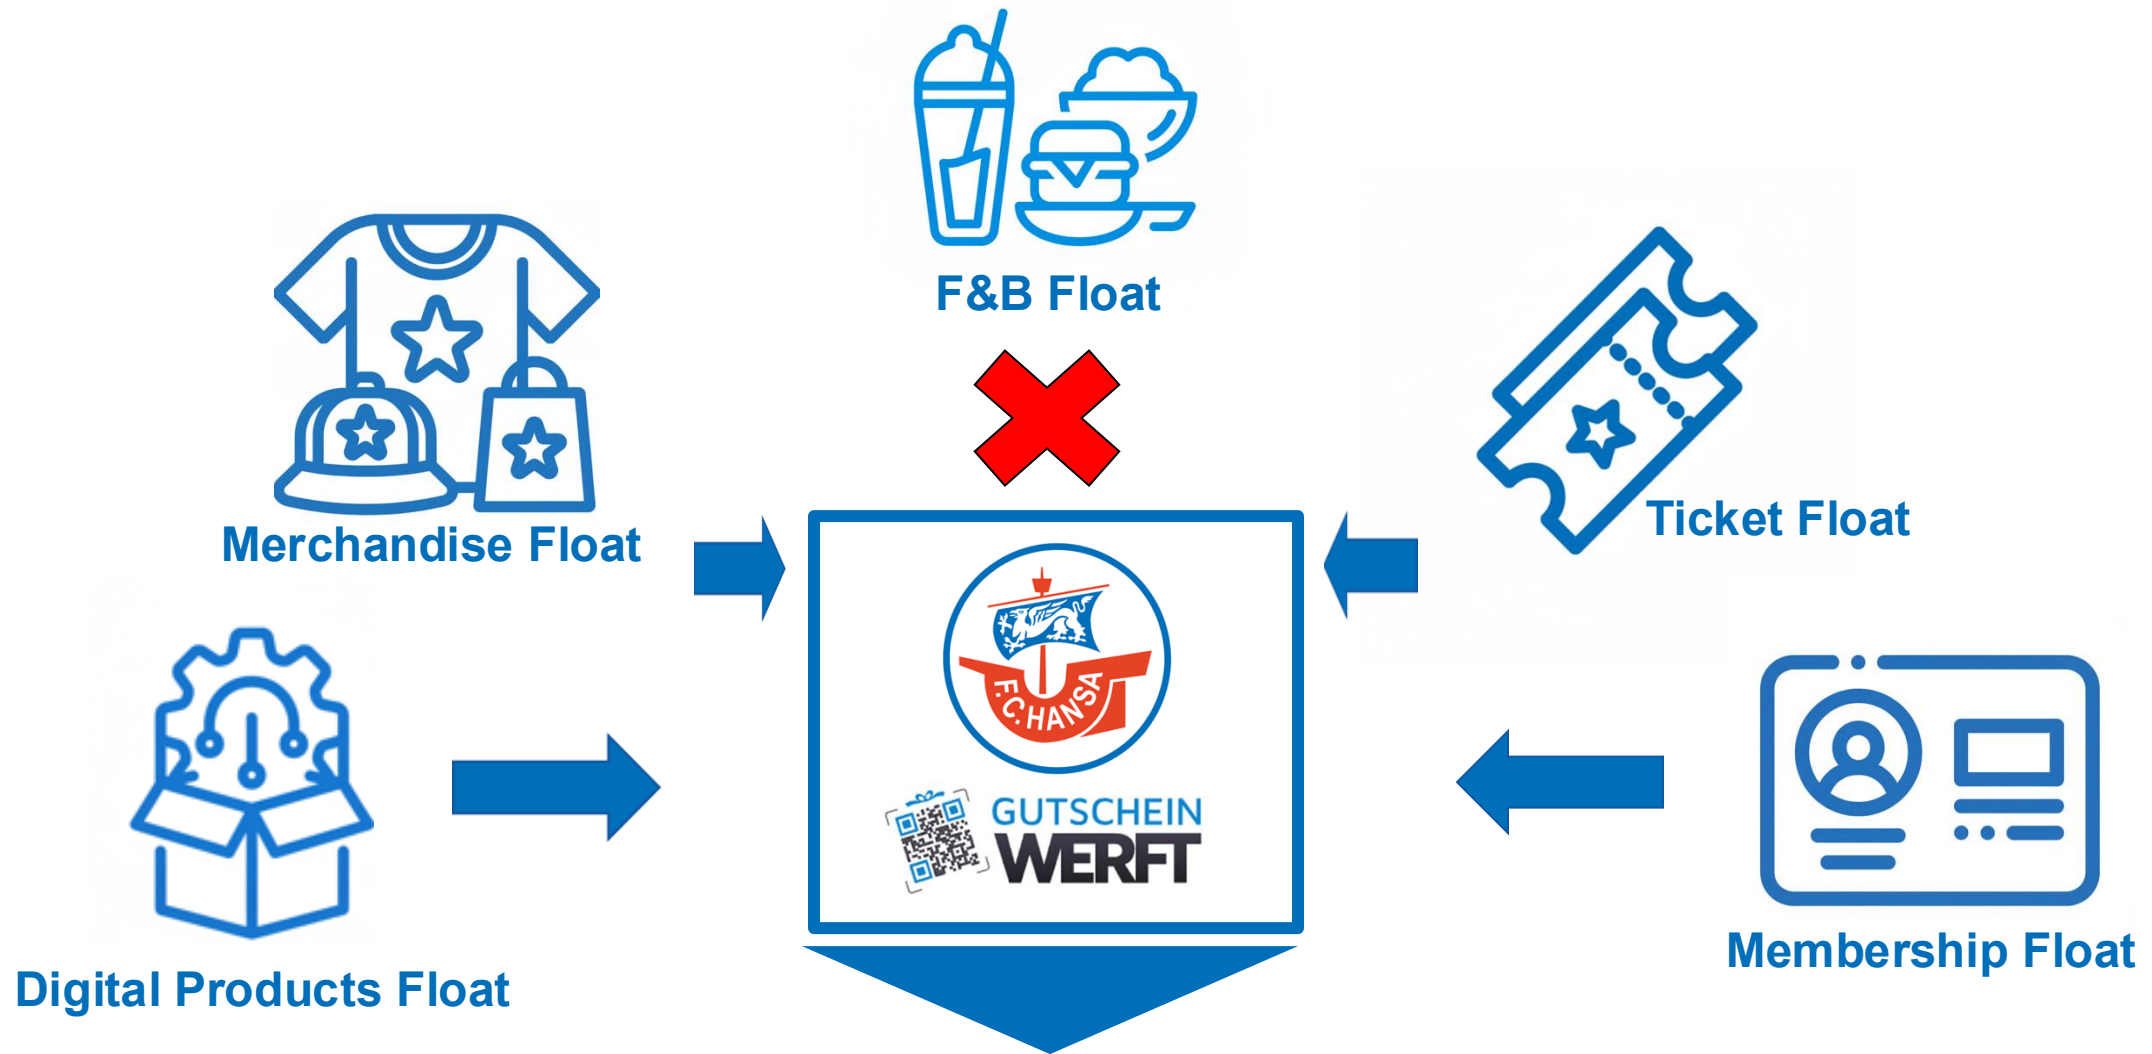 F&B Float
Merchandise Float
Ticket Float
F.C. HANSA
GUTSCHEIN
WERFT
Membership Float
Digital Products Float